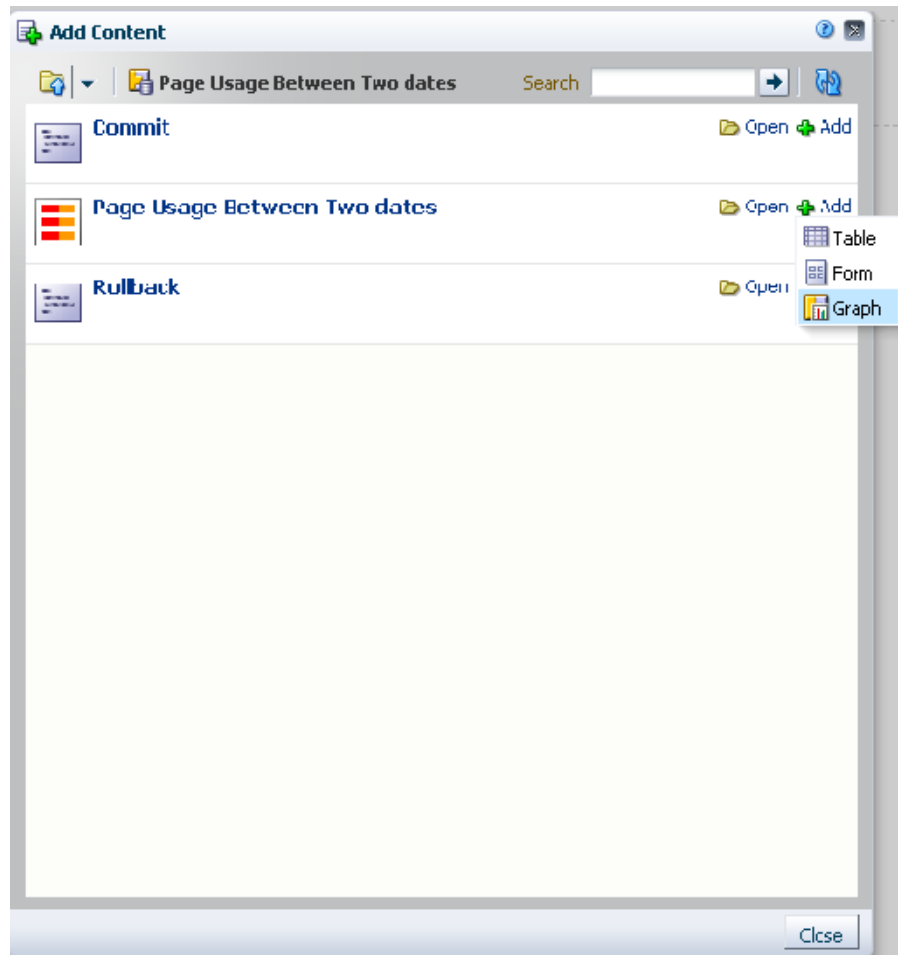 Add Content
Page Usage Between Two dates Search
Commit Open Add
Page Usage Between Two dates Open Add
Table
Rollback Open Form
Graph
Close